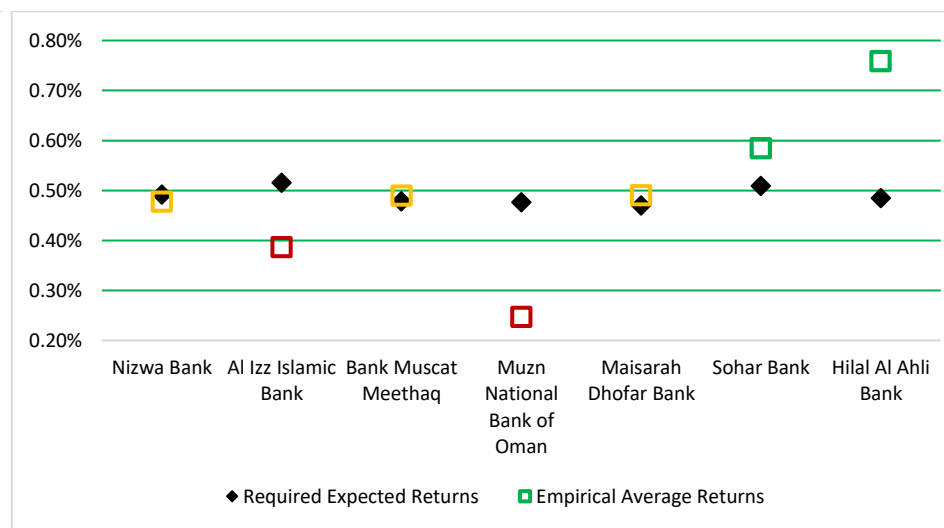 0.80%
0.70%
0.60%
0.50%
0.40%
0.30%
0.20%
Nizwa Bank
Al Izz Islamic
Bank
Bank Muscat
Meethaq
Muzn
National
Bank of
Oman
Maisarah
Dhofar Bank
Sohar Bank
Hilal Al Ahli
Bank
Required Expected Returns
Empirical Average Returns